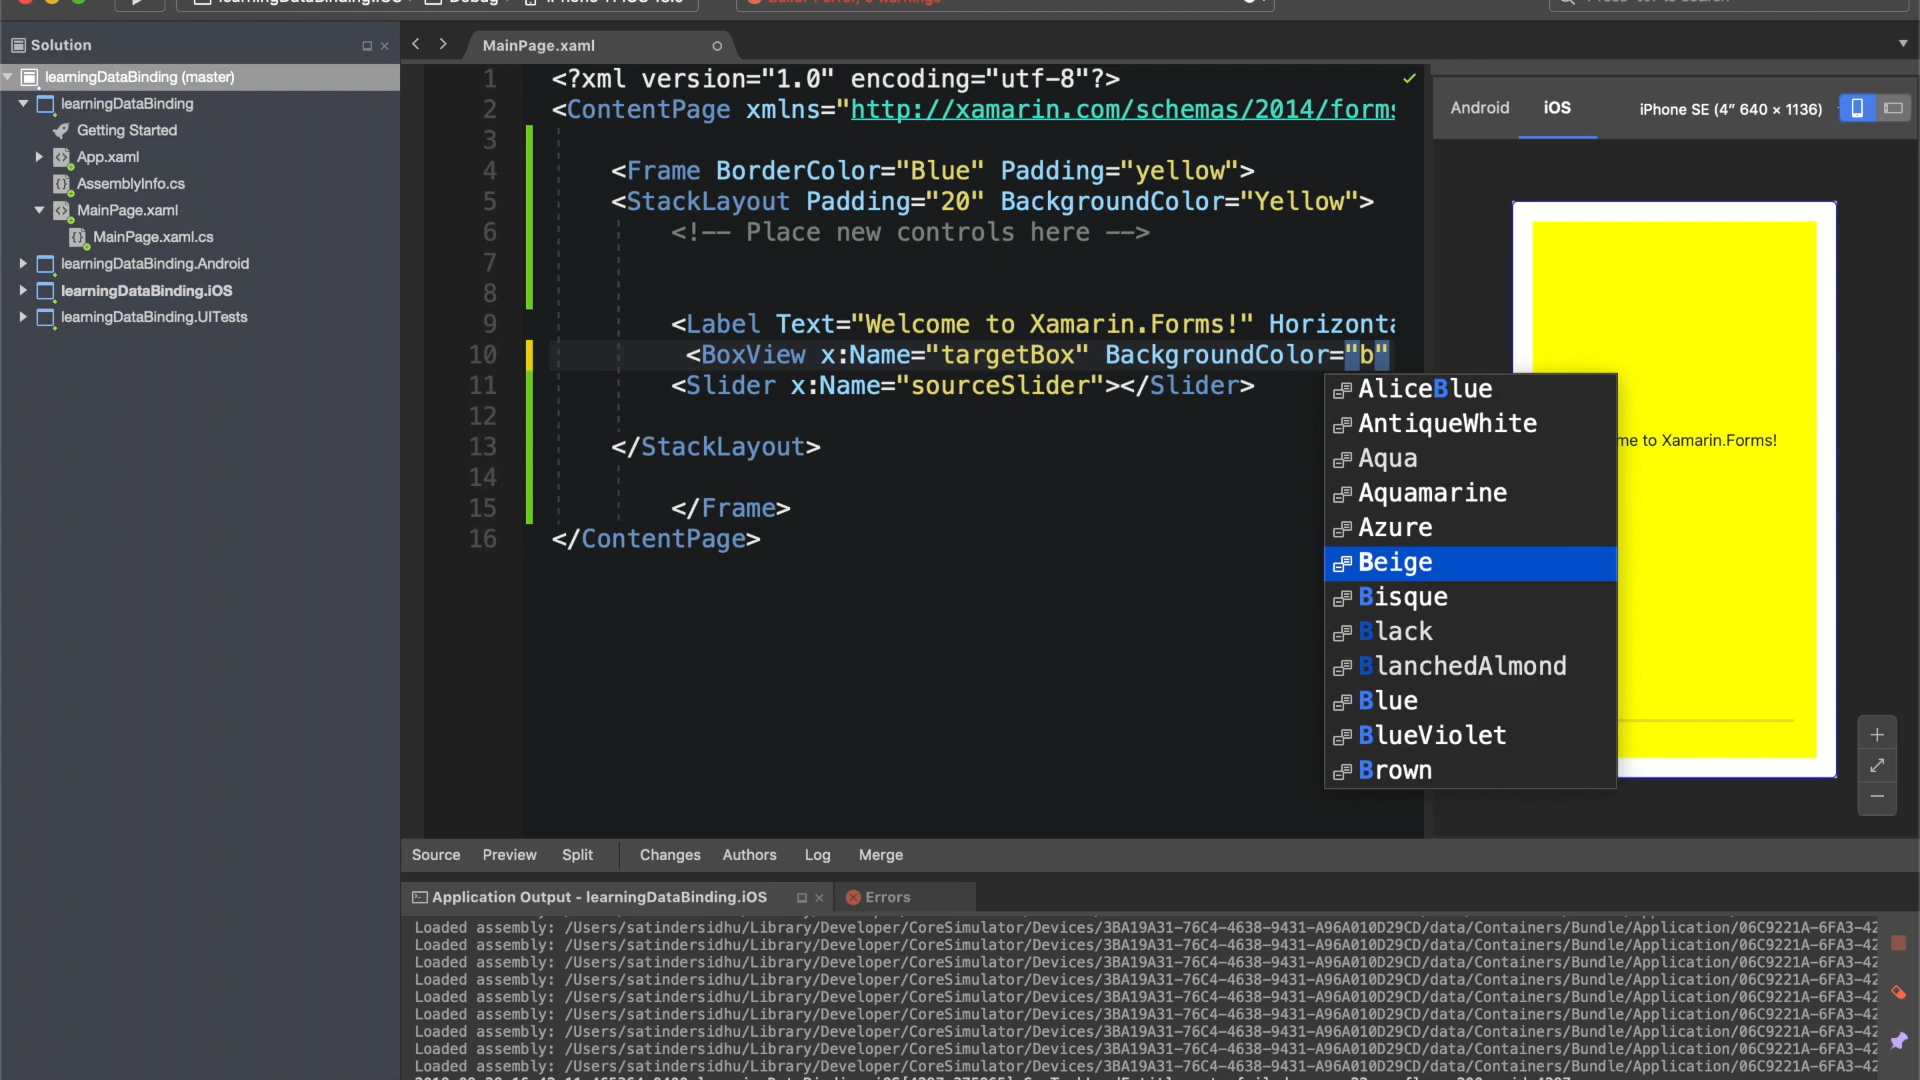 Solution
MainPage.xaml
learningDataBinding (master)
learningDataBinding
Getting Started
App.xaml
AssemblyInfo.cs
MainPage.xaml
MainPage.xaml.cs
learningDataBinding.Android
learningDataBinding.iOS
learningDataBinding.UITests
1 <?xml version="1.0" encoding="utf-8"?>
2 <ContentPage xmlns="http://xamarin.com/schemas/2014/forms
3
4 <Frame BorderColor="Blue" Padding="yellow">
5 <StackLayout Padding="20" BackgroundColor="Yellow">
6 <!-- Place new controls here -->
7
8
9 <Label Text="Welcome to Xamarin.Forms!" Horizonta
10 <BoxView x:Name="targetBox" BackgroundColor="b"
11 <Slider x:Name="sourceSlider"></Slider>
12
13 </StackLayout>
14
15 </Frame>
16 </ContentPage>
AliceBlue
AntiqueWhite
Aqua
Aquamarine
Azure
Beige
Bisque
Black
BlanchedAlmond
Blue
BlueViolet
Brown
Android iOS iPhone SE (4” 640 × 1136)
me to Xamarin.Forms!
Source Preview Split Changes Authors Log Merge
Application Output - learningDataBinding.iOS Errors
Loaded assembly: /Users/satindersidhu/Library/Developer/CoreSimulator/Devices/3BA19A31-76C4-4638-9431-A96A010D29CD/data/Containers/Bundle/Application/06C9221A-6FA3-42
Loaded assembly: /Users/satindersidhu/Library/Developer/CoreSimulator/Devices/3BA19A31-76C4-4638-9431-A96A010D29CD/data/Containers/Bundle/Application/06C9221A-6FA3-42
Loaded assembly: /Users/satindersidhu/Library/Developer/CoreSimulator/Devices/3BA19A31-76C4-4638-9431-A96A010D29CD/data/Containers/Bundle/Application/06C9221A-6FA3-42
Loaded assembly: /Users/satindersidhu/Library/Developer/CoreSimulator/Devices/3BA19A31-76C4-4638-9431-A96A010D29CD/data/Containers/Bundle/Application/06C9221A-6FA3-42
Loaded assembly: /Users/satindersidhu/Library/Developer/CoreSimulator/Devices/3BA19A31-76C4-4638-9431-A96A010D29CD/data/Containers/Bundle/Application/06C9221A-6FA3-42
Loaded assembly: /Users/satindersidhu/Library/Developer/CoreSimulator/Devices/3BA19A31-76C4-4638-9431-A96A010D29CD/data/Containers/Bundle/Application/06C9221A-6FA3-42
Loaded assembly: /Users/satindersidhu/Library/Developer/CoreSimulator/Devices/3BA19A31-76C4-4638-9431-A96A010D29CD/data/Containers/Bundle/Application/06C9221A-6FA3-42
Loaded assembly: /Users/satindersidhu/Library/Developer/CoreSimulator/Devices/3BA19A31-76C4-4638-9431-A96A010D29CD/data/Containers/Bundle/Application/06C9221A-6FA3-42
Loaded assembly: /Users/satindersidhu/Library/Developer/CoreSimulator/Devices/3BA19A31-76C4-4638-9431-A96A010D29CD/data/Containers/Bundle/Application/06C9221A-6FA3-42